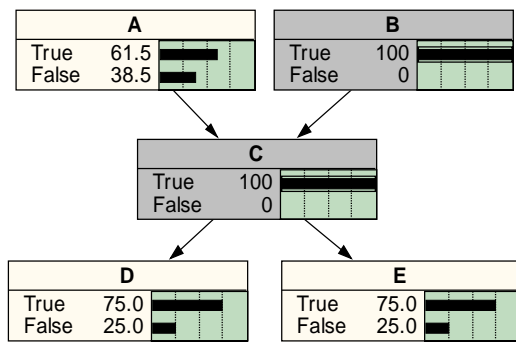 A
True 61.5
False 38.5
B
True 100
False 0
C
True 100
False 0
D
True 75.0
False 25.0
E
True 75.0
False 25.0